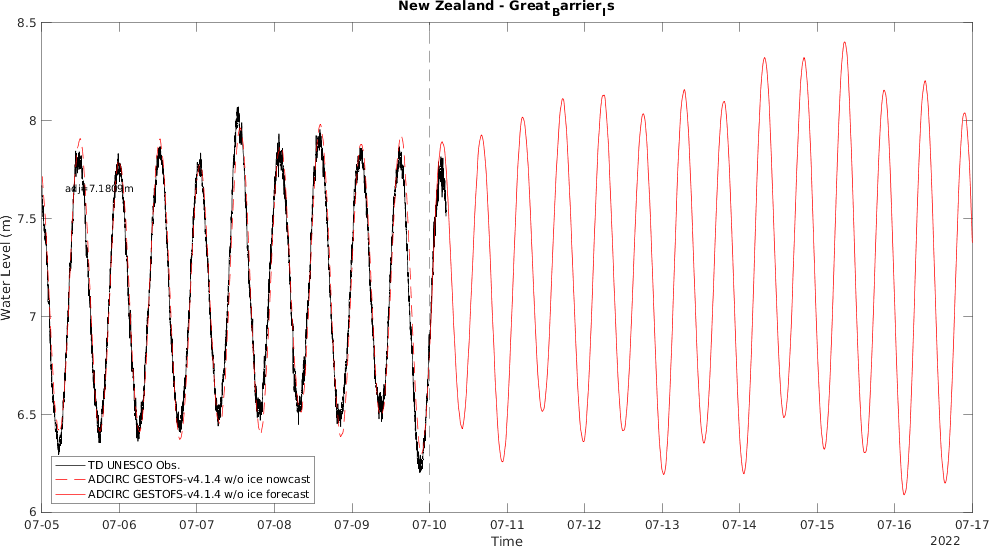 New Zealand - Great_Barrier_Is
8.5
8
7.5
7
6.5
6
Water Level (m)
adj=7.1809m
TD UNESCO Obs.
ADCIRC GESTOFS-v4.1.4 w/o ice nowcast
ADCIRC GESTOFS-v4.1.4 w/o ice forecast
07-05 07-06 07-07 07-08 07-09 07-10 07-11 07-12 07-13 07-14 07-15 07-16 07-17
Time
2022